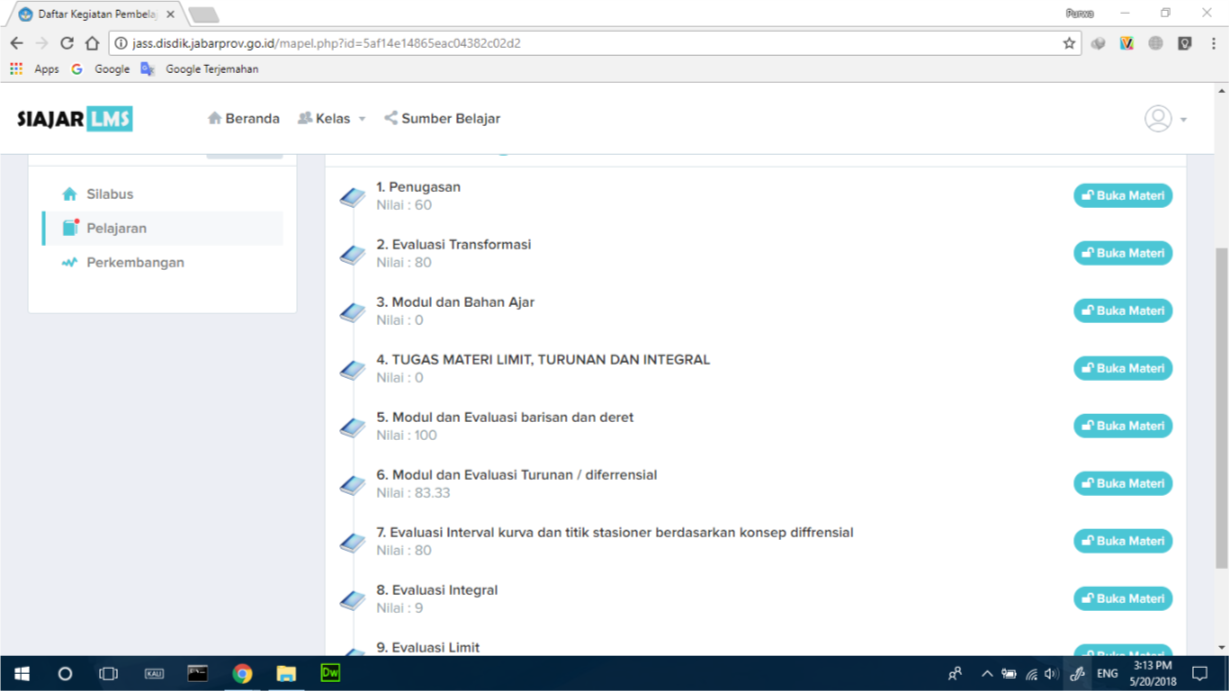 Daftar Kegiatan Pembela
Purwa
jass.disdik.jabarprov.go.id/mapel.php?id=5af14e14865eac04382c02d2
Apps
Google
Google Terjemahan
SIAJAR LMS
Beranda
Kelas
Sumber Belajar
Silabus
Pelajaran
Perkembangan
1. Penugasan
Nilai : 60
Buka Materi
2. Evaluasi Transformasi
Nilai : 80
Buka Materi
3. Modul dan Bahan Ajar
Nilai : 0
Buka Materi
4. TUGAS MATERI LIMIT, TURUNAN DAN INTEGRAL
Nilai : 0
Buka Materi
5. Modul dan Evaluasi barisan dan deret
Nilai : 100
Buka Materi
6. Modul dan Evaluasi Turunan / diferrensial
Nilai : 83.33
Buka Materi
7. Evaluasi Interval kurva dan titik stasioner berdasarkan konsep diffrensial
Nilai : 80
Buka Materi
8. Evaluasi Integral
Nilai : 9
Buka Materi
9. Evaluasi Limit
Buka Materi
KALI
Dw
ENG
3:13 PM
5/20/2018